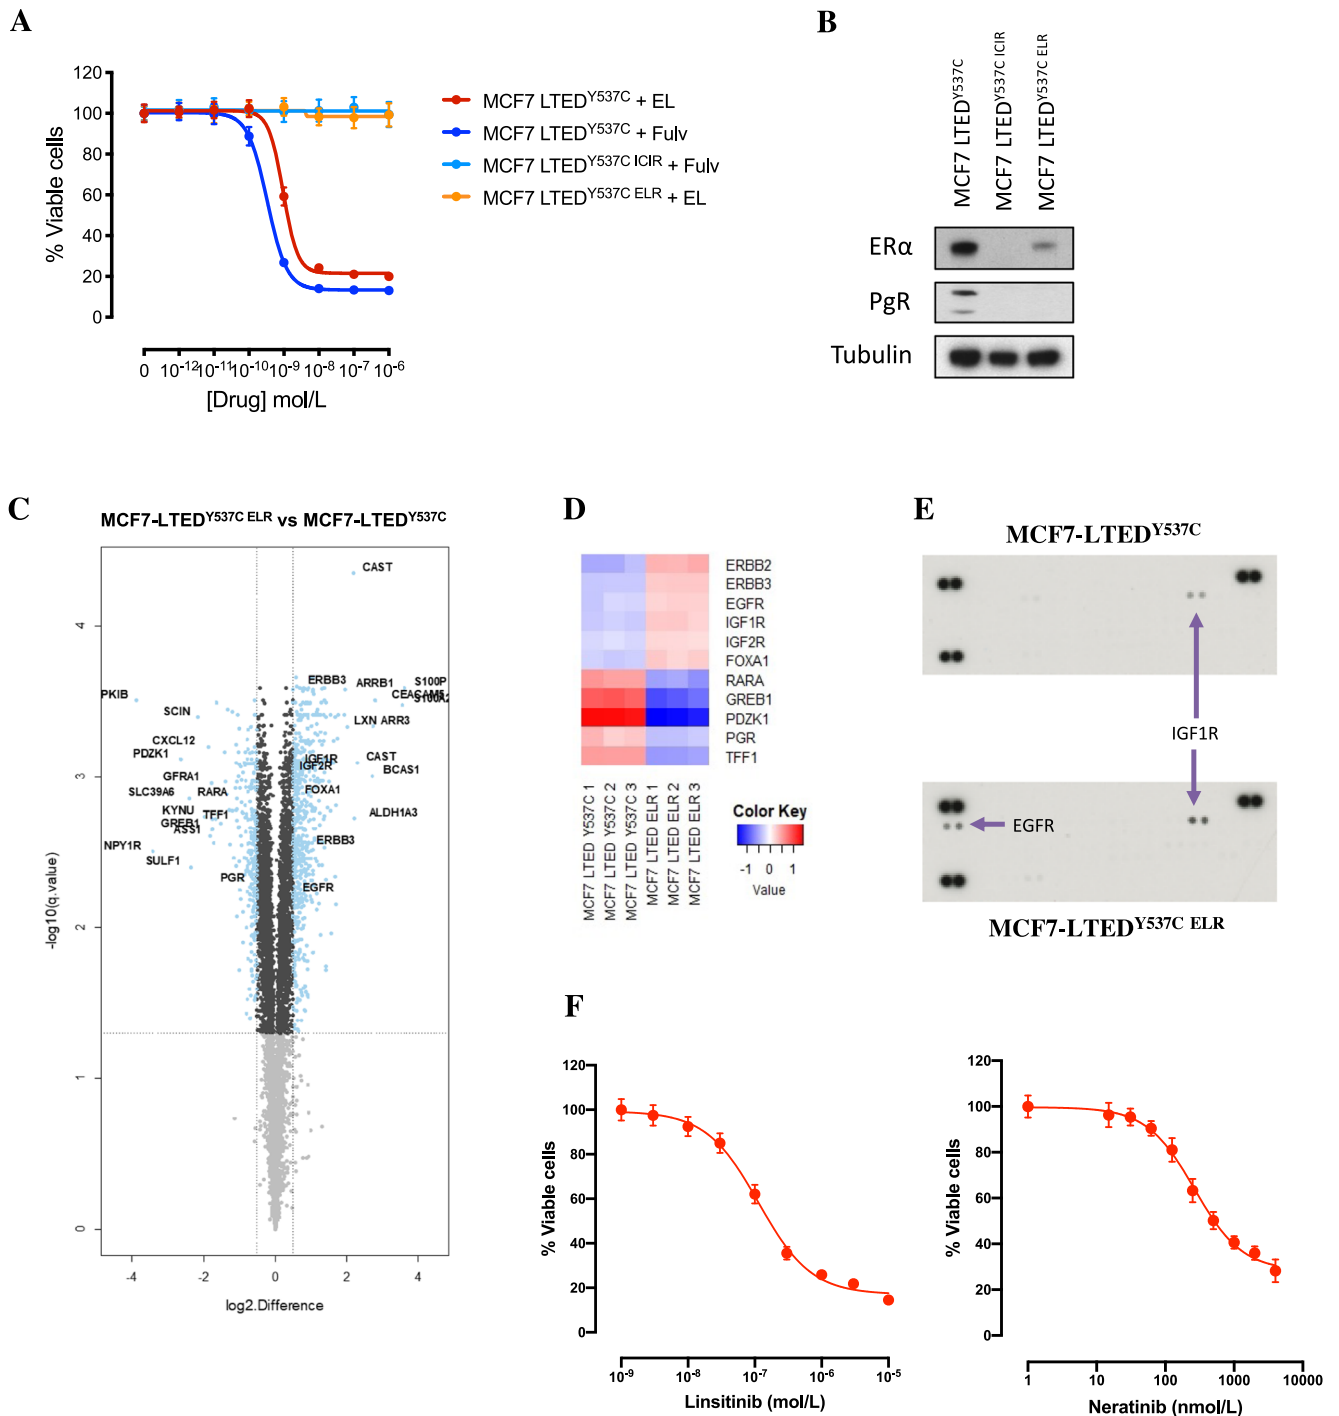 A
120
100
80
60
40
20
0
% Viable cells
0 10-12 10-11 10-10 10-9 10-8 10-7 10-6
[Drug] mol/L
MCF7 LTEDY537C + EL
MCF7 LTEDY537C + Fulv
MCF7 LTEDY537C ICIR + Fulv
MCF7 LTEDY537C ELR + EL
B
MCF7 LTEDY537C
MCF7 LTEDY537C ICIR
MCF7 LTEDY537C ELR
ERα
PgR
Tubulin
C
MCF7-LTEDY537C ELR vs MCF7-LTEDY537C
CAST
ERBB3
ARRB1
S100P
CEACAM5
S100A2
PKIB
SCIN
LXN ARR3
CXCL12
PDZK1
IGF1R
IGF2R
CAST
BCAS1
GFRA1
SLC39A6
RARA
FOXA1
KYNU
TFF1
GREB1
ASS1
ALDH1A3
NPY1R
SULF1
ERBB3
PGR
EGFR
4
3
2
1
0
-log10(q.value)
-4 -2 0 2 4
log2.Difference
D
ERBB2
ERBB3
EGFR
IGF1R
IGF2R
FOXA1
RARA
GREB1
PDZK1
PGR
TFF1
MCF7 LTED Y537C 1
MCF7 LTED Y537C 2
MCF7 LTED Y537C 3
MCF7 LTED ELR 1
MCF7 LTED ELR 2
MCF7 LTED ELR 3
Color Key
-1 0 1
Value
E
MCF7-LTEDY537C
IGF1R
EGFR
MCF7-LTEDY537C ELR
F
120
100
80
60
40
20
0
% Viable cells
10-9 10-8 10-7 10-6 10-5
Linsitinib (mol/L)
120
100
80
60
40
20
0
% Viable cells
1 10 100 1000 10000
Neratinib (nmol/L)